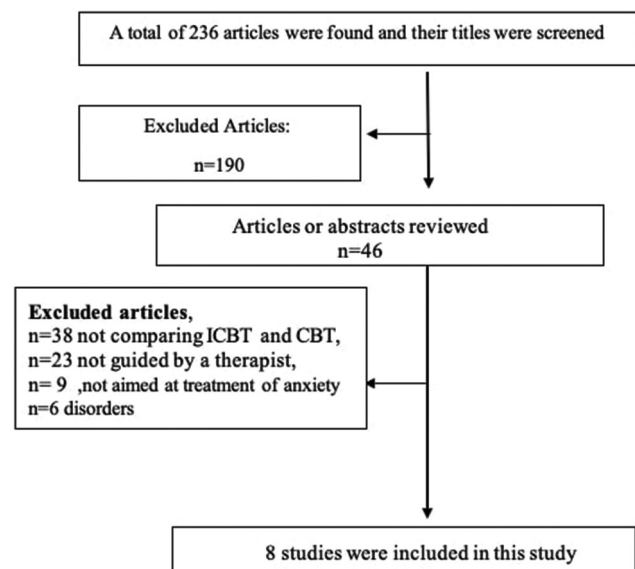 A total of 236 articles were found and their titles were screened
Excluded Articles:
n=190
Articles or abstracts reviewed
n=46
Excluded articles,
n=38 not comparing ICBT and CBT,
n=23 not guided by a therapist,
n= 9 ,not aimed at treatment of anxiety
n=6 disorders
8 studies were included in this study